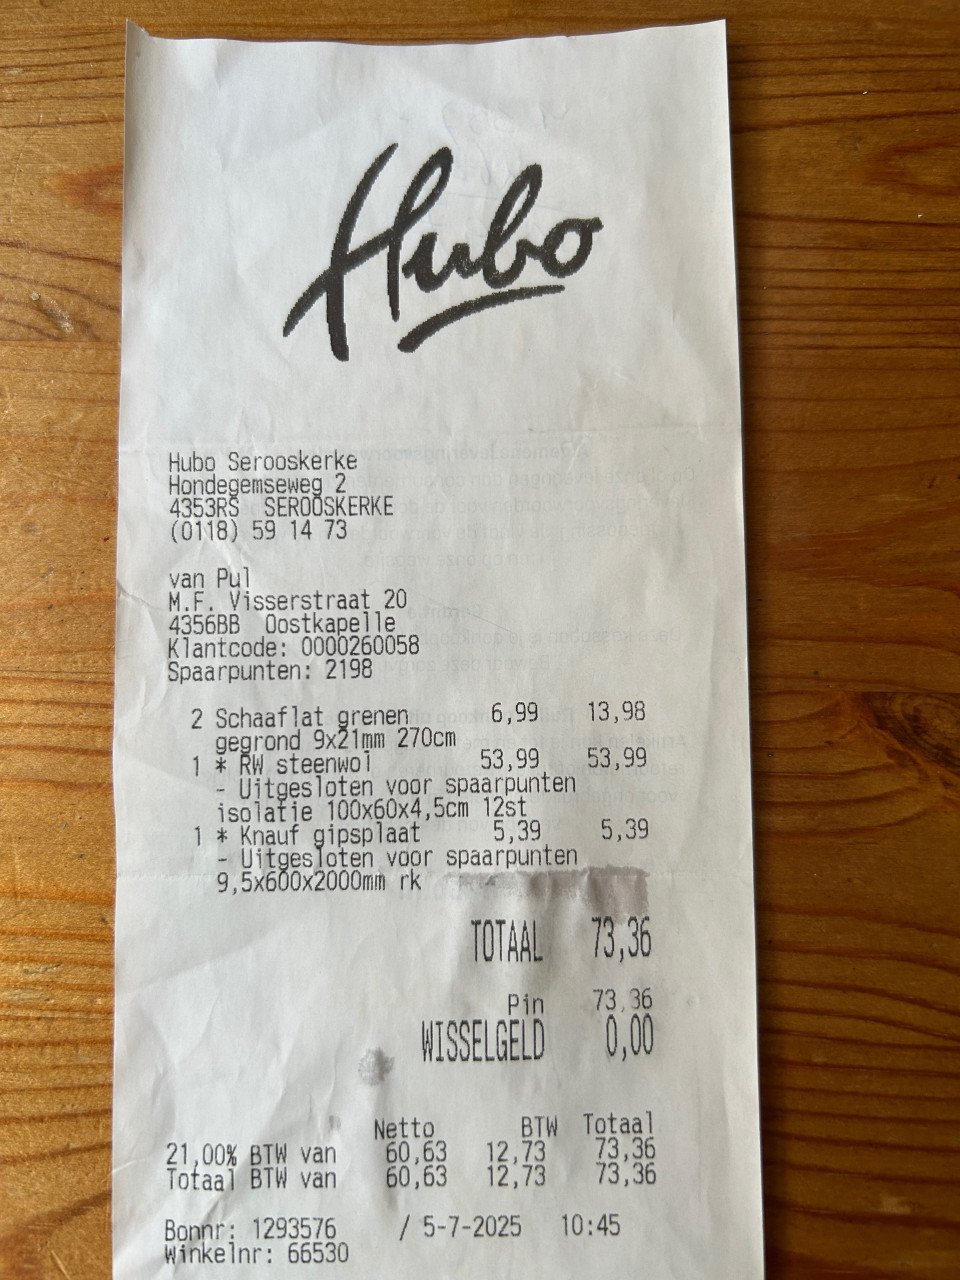 Hubo
Hubo Serooskerke
Hondegemseweg 2
4353RS SEROOSKERKE
(0118) 59 14 73
van Pul
M.F. Visserstraat 20
4356BB Oostkapelle
Klantcode: 0000260058
Spaarpunten: 2198
2 Schaaflat grenen 6,99 13,98
gegrond 9x21mm 270cm
1 * RW steenwol 53,99 53,99
- Uitgesloten voor spaarpunten
isolatie 100x60x4,5cm 12st
1 * Knauf gipsplaat 5,39 5,39
- Uitgesloten voor spaarpunten
9,5x600x2000mm rk
TOTAAL 73,36
Pin 73,36
WISSELGELD 0,00
Netto BTW Totaal
21,00% BTW van 60,63 12,73 73,36
Totaal BTW van 60,63 12,73 73,36
Bonnr: 1293576 / 5-7-2025 10:45
Winkelnr: 66530